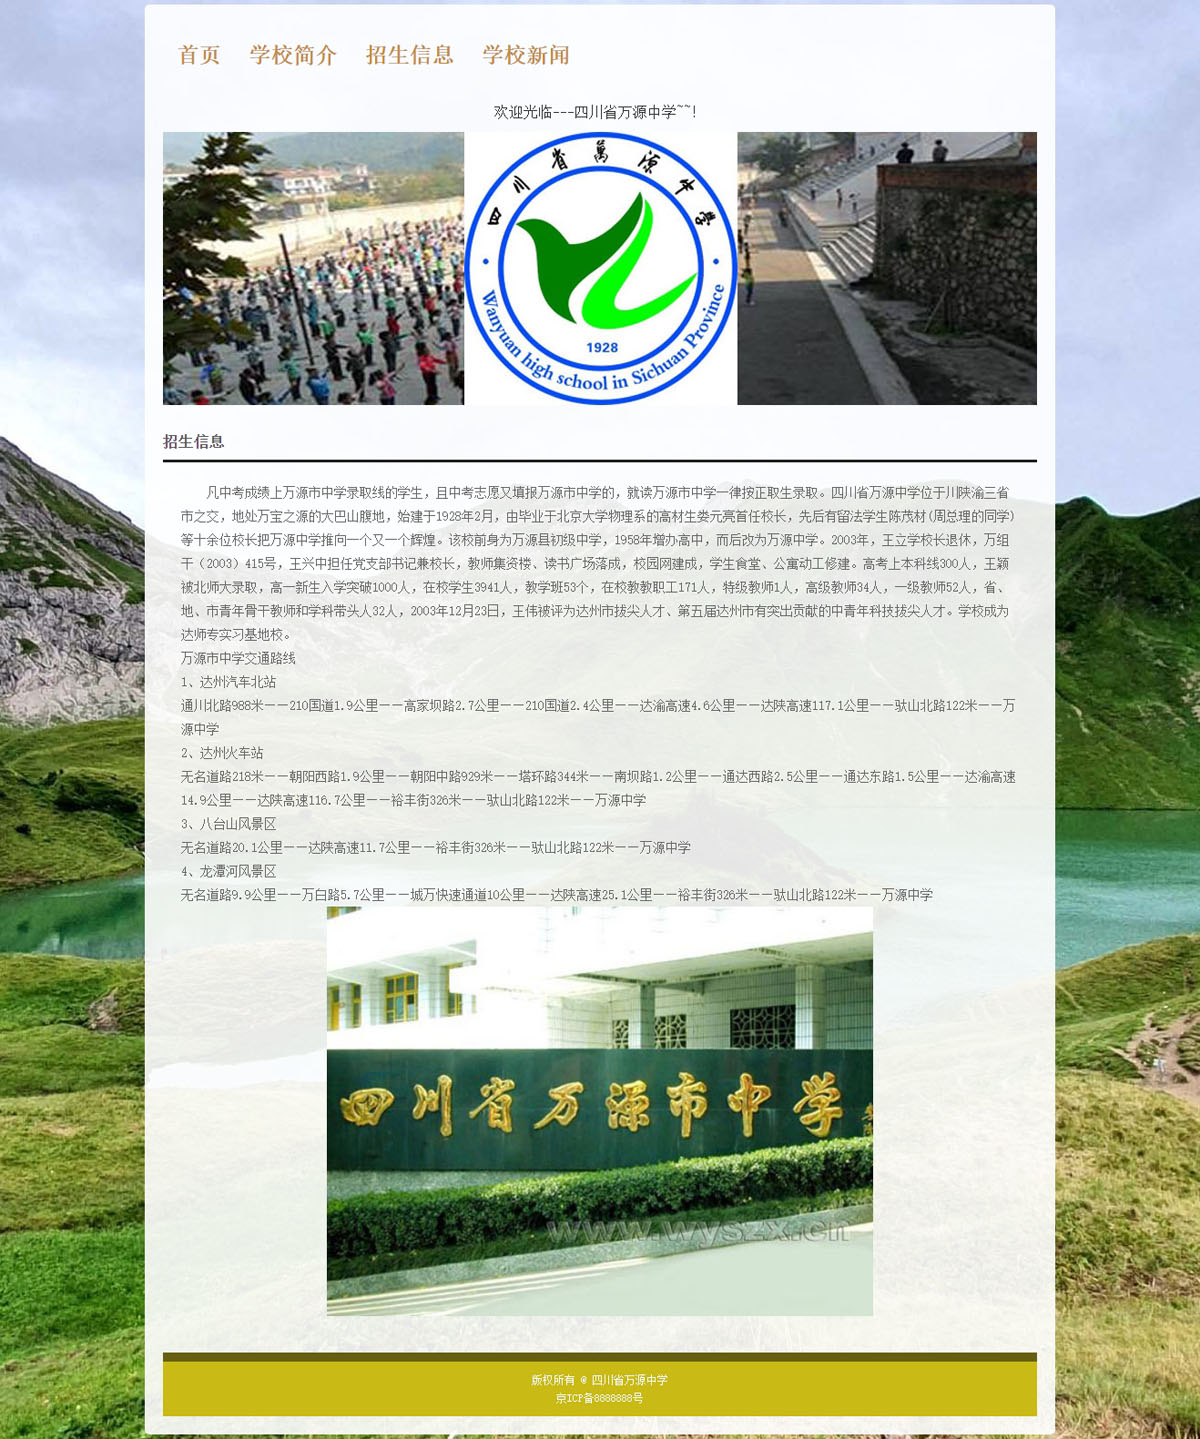 首页 学校简介 招生信息 学校新闻
欢迎光临---四川省万源中学~~!
四川省萬源中学
1928
Wanyuan high school in Sichuan Province
招生信息
凡中考成绩上万源市中学录取线的学生，且中考志愿又填报万源市中学的，就读万源市中学一律按正取生录取。四川省万源中学位于川陕渝三省
市之交，地处万宝之源的大巴山腹地，始建于1928年2月，由毕业于北京大学物理系的高材生娄元亮首任校长，先后有留法学生陈茂材(周总理的同学)
等十余位校长把万源中学推向一个又一个辉煌。该校前身为万源县初级中学，1958年增办高中，而后改为万源中学。2003年，王立学校长退休，万组
干（2003）415号，王兴中担任党支部书记兼校长，教师集资楼、读书广场落成，校园网建成，学生食堂、公寓动工修建。高考上本科线300人，王颖
被北师大录取，高一新生入学突破1000人，在校学生3941人，教学班53个，在校教教职工171人，特级教师1人，高级教师34人，一级教师52人，省、
地、市青年骨干教师和学科带头人32人，2003年12月23日，王伟被评为达州市拔尖人才、第五届达州市有突出贡献的中青年科技拔尖人才。学校成为
达师专实习基地校。
万源市中学交通路线
1、达州汽车北站
通川北路988米——210国道1.9公里——高家坝路2.7公里——210国道2.4公里——达渝高速4.6公里——达陕高速117.1公里——驮山北路122米——万
源中学
2、达州火车站
无名道路218米——朝阳西路1.9公里——朝阳中路929米——塔环路344米——南坝路1.2公里——通达西路2.5公里——通达东路1.5公里——达渝高速
14.9公里——达陕高速116.7公里——裕丰街326米——驮山北路122米——万源中学
3、八台山风景区
无名道路20.1公里——达陕高速11.7公里——裕丰街326米——驮山北路122米——万源中学
4、龙潭河风景区
无名道路9.9公里——万白路5.7公里——城万快速通道10公里——达陕高速25.1公里——裕丰街326米——驮山北路122米——万源中学
四川省万源市中学
www.wyszx.cn
版权所有 @ 四川省万源中学
京ICP备8888888号